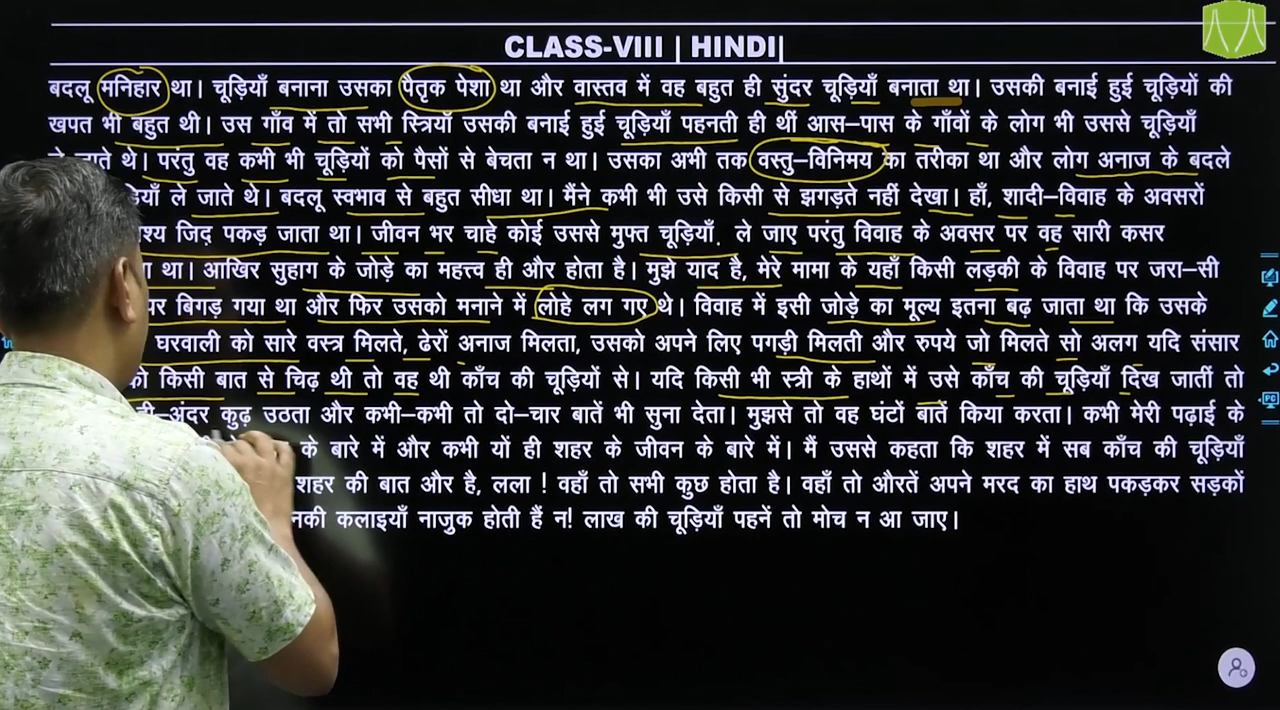 CLASS-VIII | HINDI|
बदलू मनिहार था। चूड़ियाँ बनाना उसका पैतृक पेशा था और वास्तव में वह बहुत ही सुंदर चूड़ियाँ बनाता था। उसकी बनाई हुई चूड़ियों की
खपत भी बहुत थी। उस गाँव में तो सभी स्त्रियाँ उसकी बनाई हुई चूड़ियाँ पहनती ही थीं आस–पास के गाँवों के लोग भी उससे चूड़ियाँ
थे। परंतु वह कभी भी चूड़ियों को पैसों से बेचता न था। उसका अभी तक वस्तु–विनिमय का तरीका था और लोग अनाज के बदले
ले जाते थे। बदलू स्वभाव से बहुत सीधा था। मैंने कभी भी उसे किसी से झगड़ते नहीं देखा। हाँ, शादी–विवाह के अवसरों
जिद पकड़ जाता था। जीवन भर चाहे कोई उससे मुफ्त चूड़ियाँ. ले जाए परंतु विवाह के अवसर पर वह सारी कसर
था। आखिर सुहाग के जोड़े का महत्त्व ही और होता है। मुझे याद है, मेरे मामा के यहाँ किसी लड़की के विवाह पर जरा–सी
पर बिगड़ गया था और फिर उसको मनाने में लोहे लग गए थे। विवाह में इसी जोड़े का मूल्य इतना बढ़ जाता था कि उसके
घरवाली को सारे वस्त्र मिलते, ढेरों अनाज मिलता, उसको अपने लिए पगड़ी मिलती और रुपये जो मिलते सो अलग यदि संसार
किसी बात से चिढ़ थी तो वह थी काँच की चूड़ियों से। यदि किसी भी स्त्री के हाथों में उसे काँच की चूड़ियाँ दिख जातीं तो
अंदर कुढ़ उठता और कभी–कभी तो दो–चार बातें भी सुना देता। मुझसे तो वह घंटों बातें किया करता। कभी मेरी पढ़ाई के
के बारे में और कभी यों ही शहर के जीवन के बारे में। मैं उससे कहता कि शहर में सब काँच की चूड़ियाँ
शहर की बात और है, लला ! वहाँ तो सभी कुछ होता है। वहाँ तो औरतें अपने मरद का हाथ पकड़कर सड़कों
कलाइयाँ नाजुक होती हैं न! लाख की चूड़ियाँ पहनें तो मोच न आ जाए।
PC